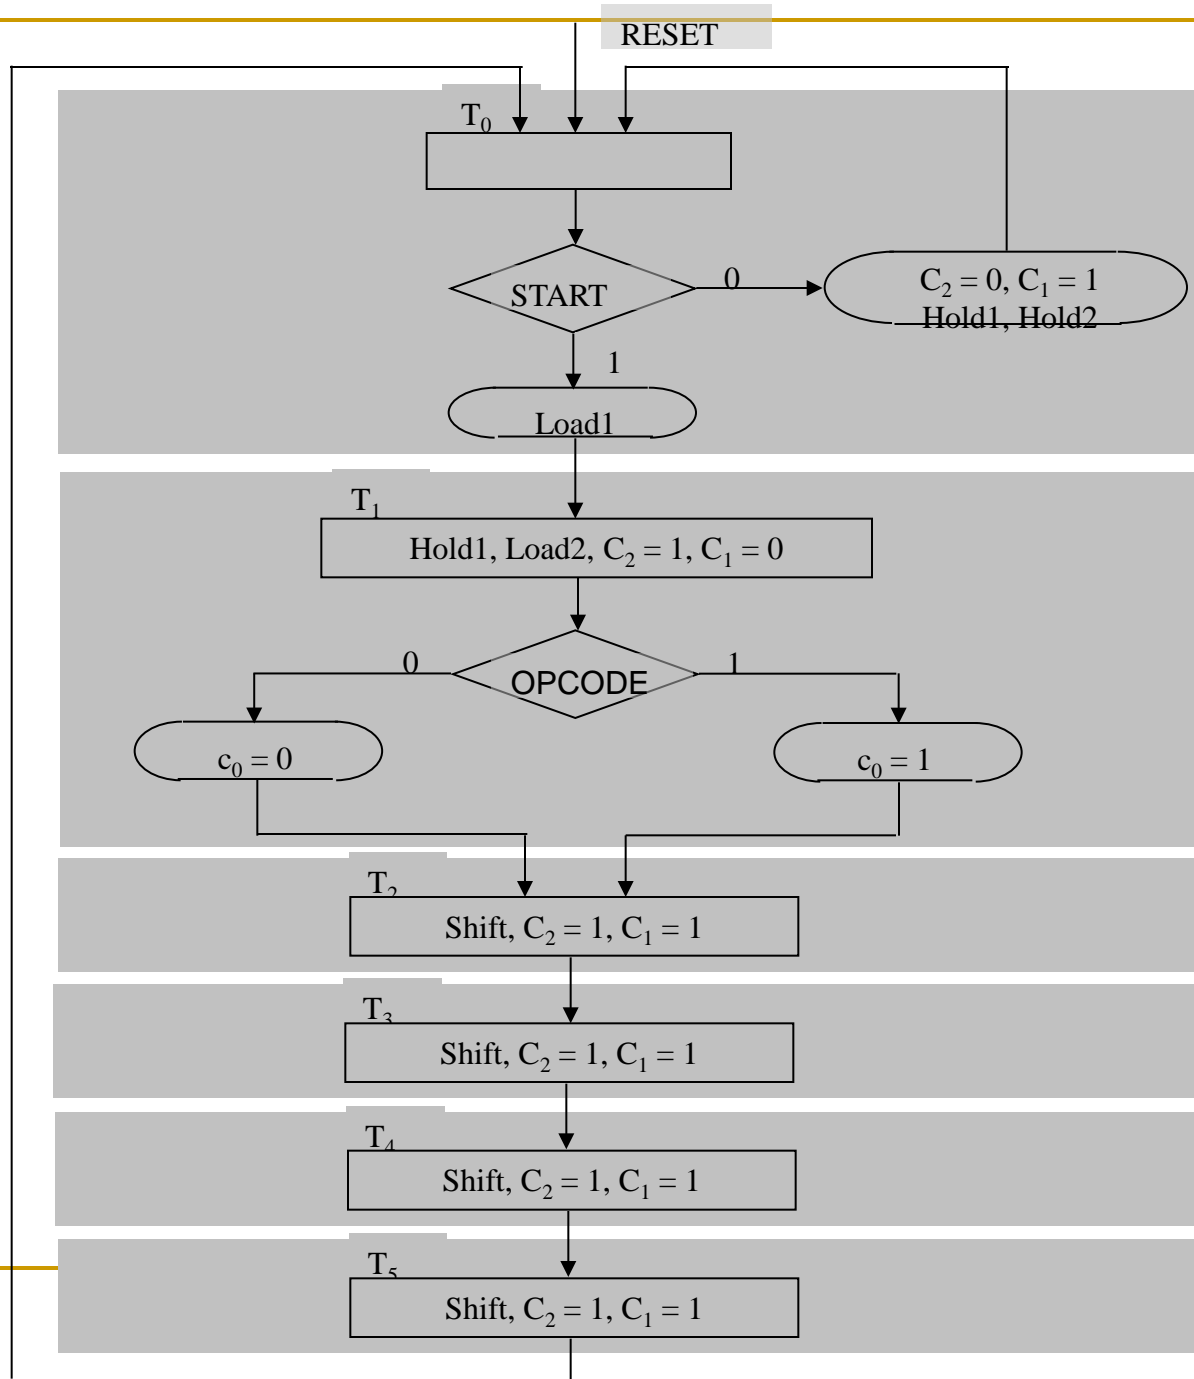 RESET
T₀
START
0
C₂ = 0, C₁ = 1
Hold1, Hold2
1
Load1
T₁
Hold1, Load2, C₂ = 1, C₁ = 0
0
OPCODE
1
c₀ = 0
c₀ = 1
T₂
Shift, C₂ = 1, C₁ = 1
T₃
Shift, C₂ = 1, C₁ = 1
T₄
Shift, C₂ = 1, C₁ = 1
T₅
Shift, C₂ = 1, C₁ = 1